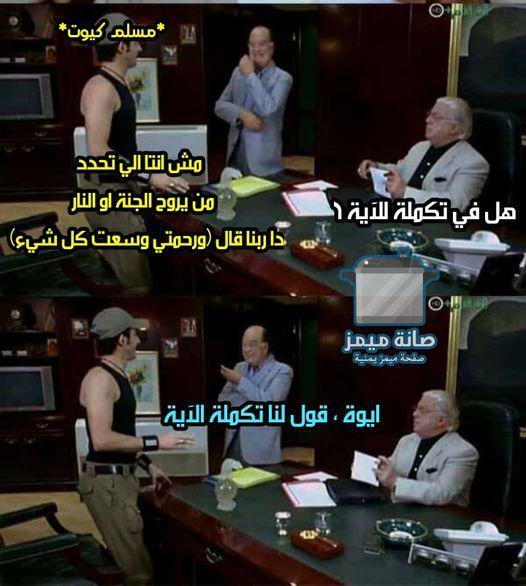 *مسلم كيوت*
مش انتا الي تحدد
من يروح الجنة او النار
دا ربنا قال (ورحمتي وسعت كل شيء)
هل في تكملة للآية ؟
صانة ميمز
صفحة ميمز يمنية
ايوة ، قول لنا تكملة الآية